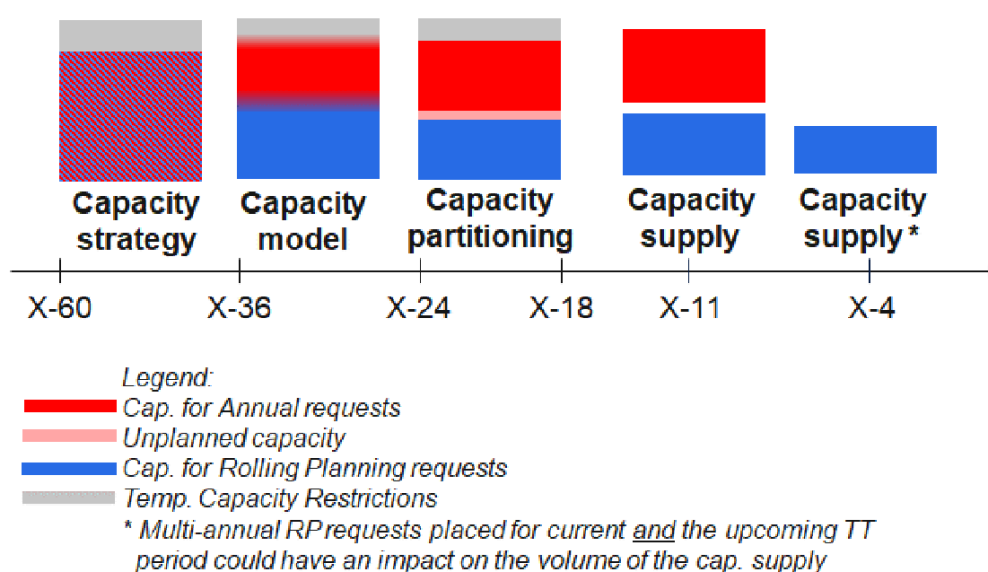 Capacity strategy
Capacity model
Capacity partitioning
Capacity supply
Capacity supply *
X-60 X-36 X-24 X-18 X-11 X-4
Legend:
Cap. for Annual requests
Unplanned capacity
Cap. for Rolling Planning requests
Temp. Capacity Restrictions
* Multi-annual RP requests placed for current and the upcoming TT
period could have an impact on the volume of the cap. supply